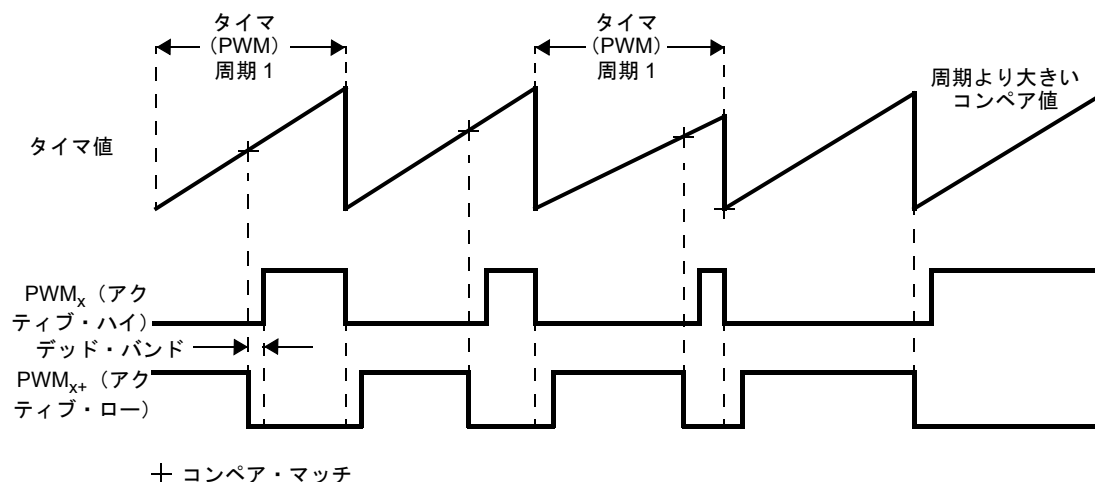 タイマ
(PWM)
周期 1
タイマ
(PWM)
周期 1
周期より大きい
コンペア値
タイマ値
PWMx(アク
ティブ・ハイ)
デッド・バンド
PWMx+(アク
ティブ・ロー)
コンペア・マッチ